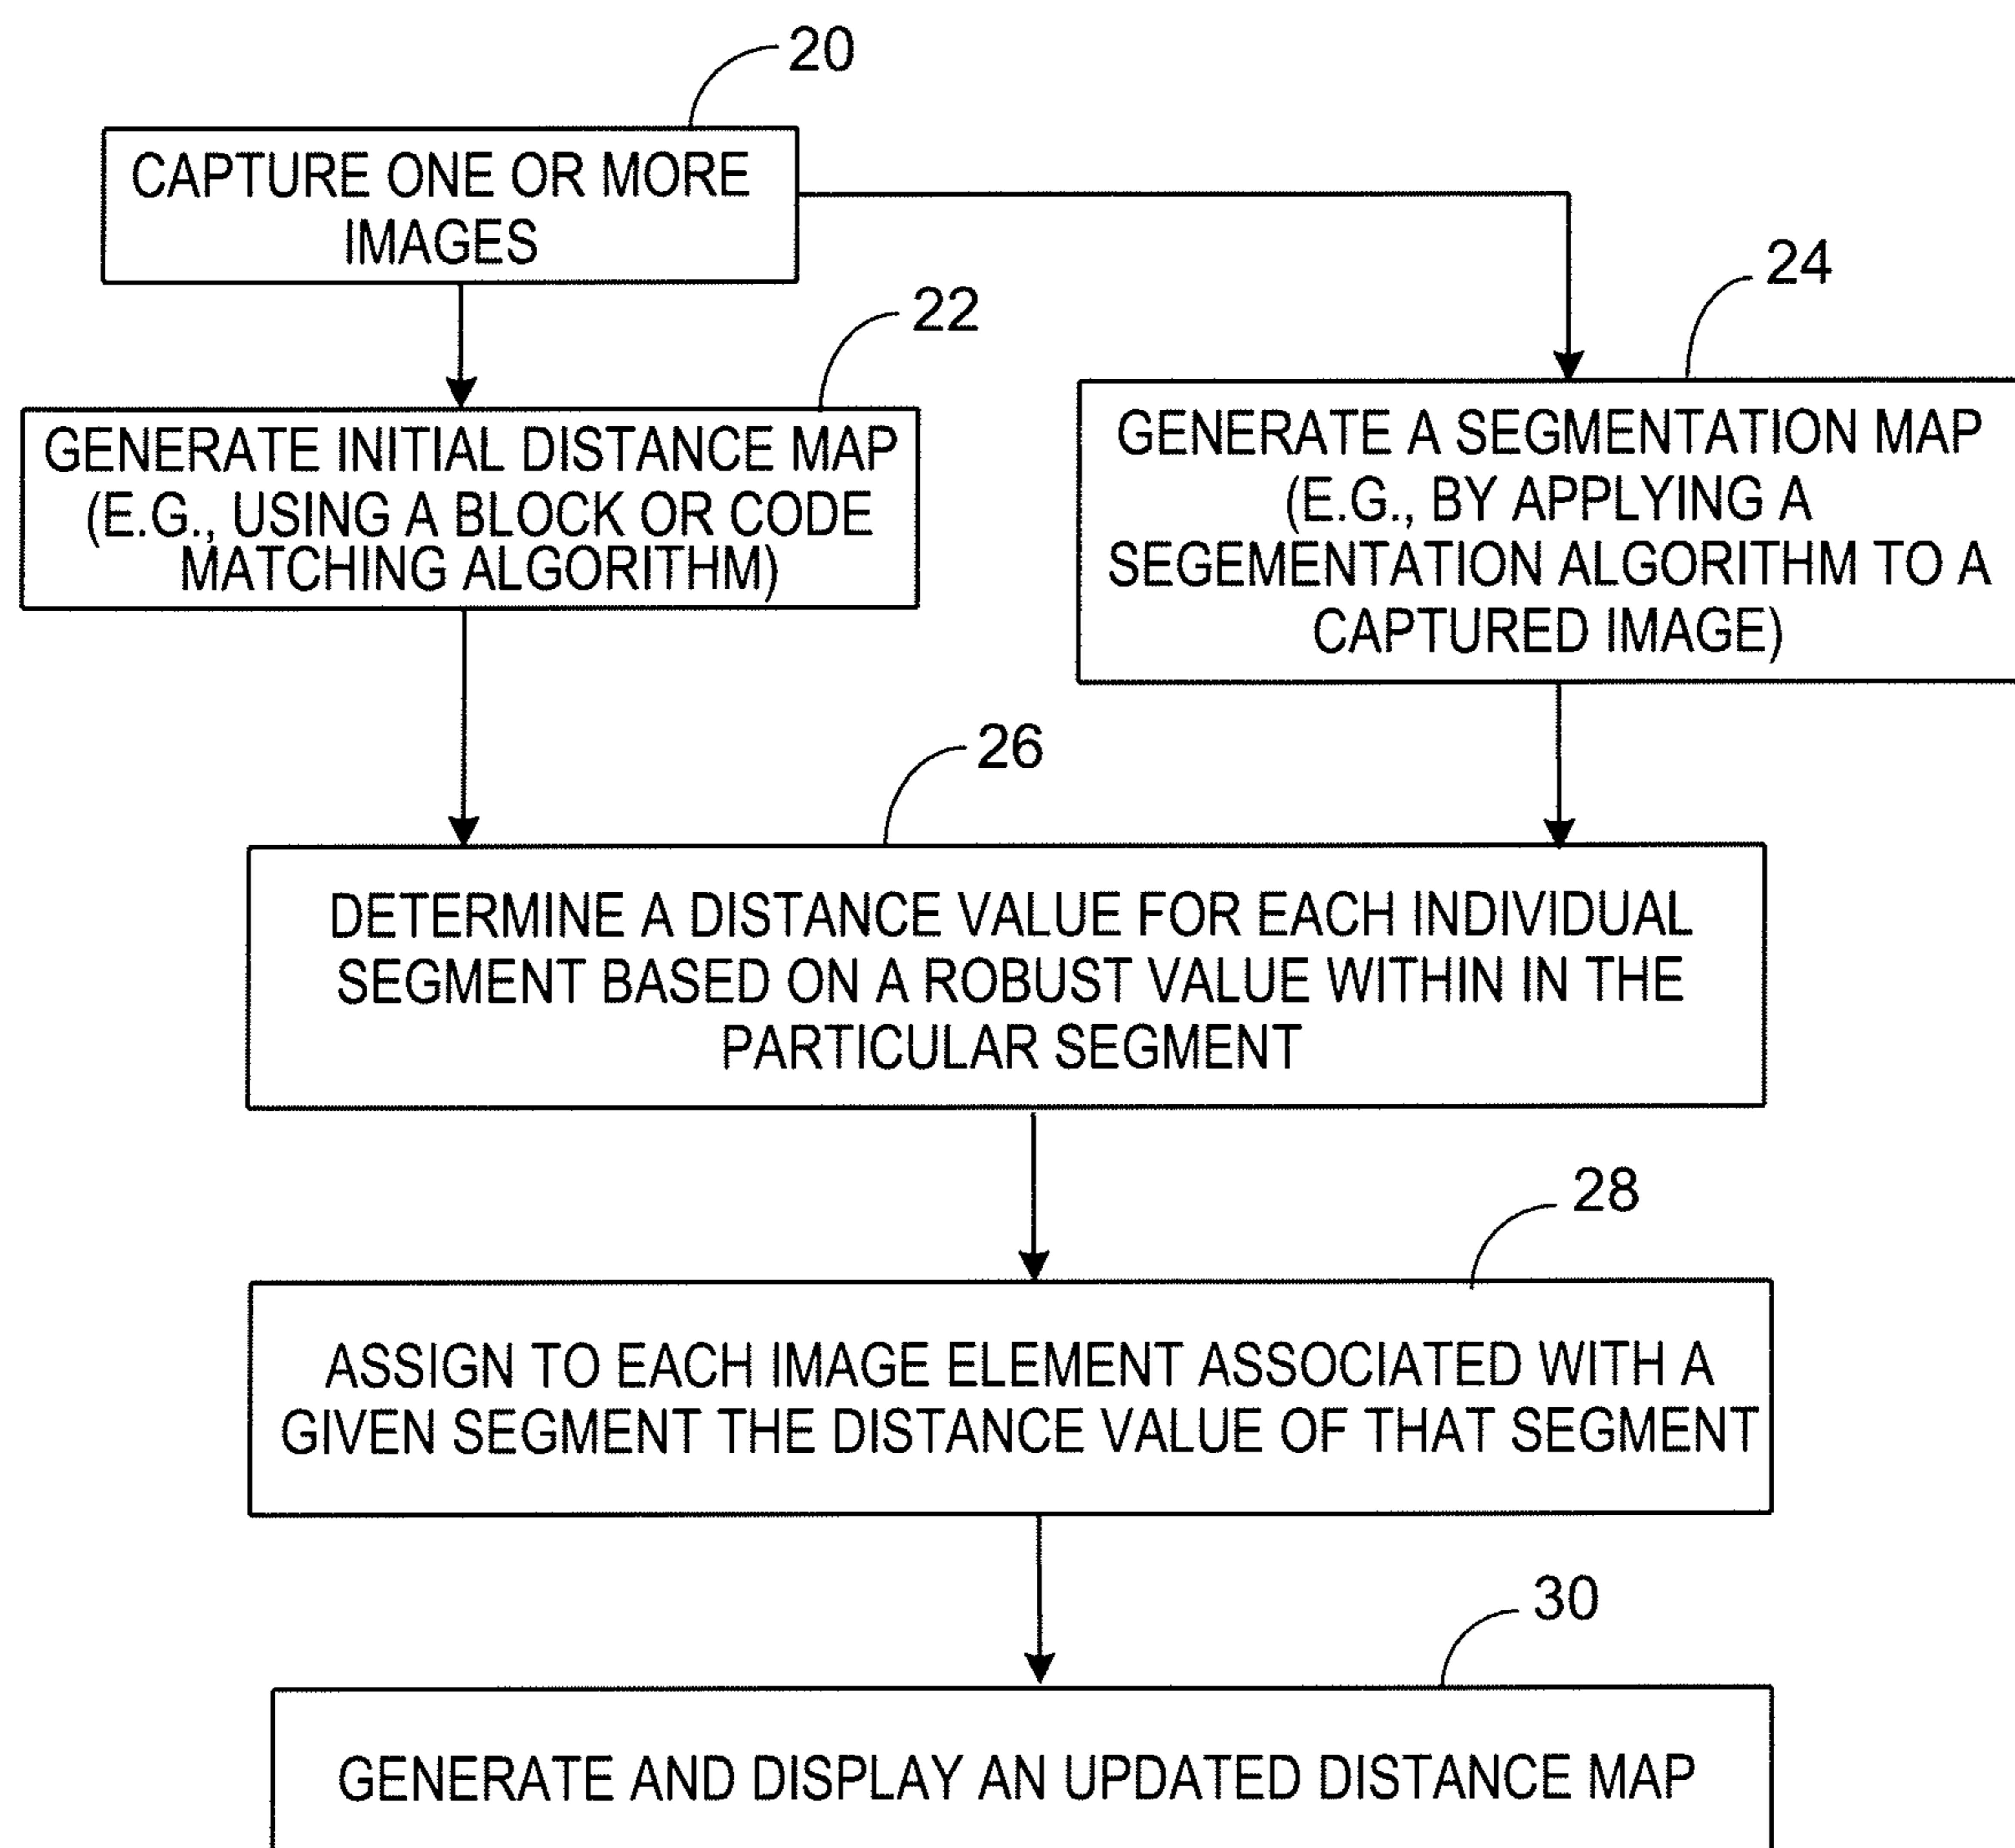 20
CAPTURE ONE OR MORE
IMAGES
22
GENERATE INITIAL DISTANCE MAP
(E.G., USING A BLOCK OR CODE
MATCHING ALGORITHM)
24
GENERATE A SEGMENTATION MAP
(E.G., BY APPLYING A
SEGEMENTATION ALGORITHM TO A
CAPTURED IMAGE)
26
DETERMINE A DISTANCE VALUE FOR EACH INDIVIDUAL
SEGMENT BASED ON A ROBUST VALUE WITHIN IN THE
PARTICULAR SEGMENT
28
ASSIGN TO EACH IMAGE ELEMENT ASSOCIATED WITH A
GIVEN SEGMENT THE DISTANCE VALUE OF THAT SEGMENT
30
GENERATE AND DISPLAY AN UPDATED DISTANCE MAP